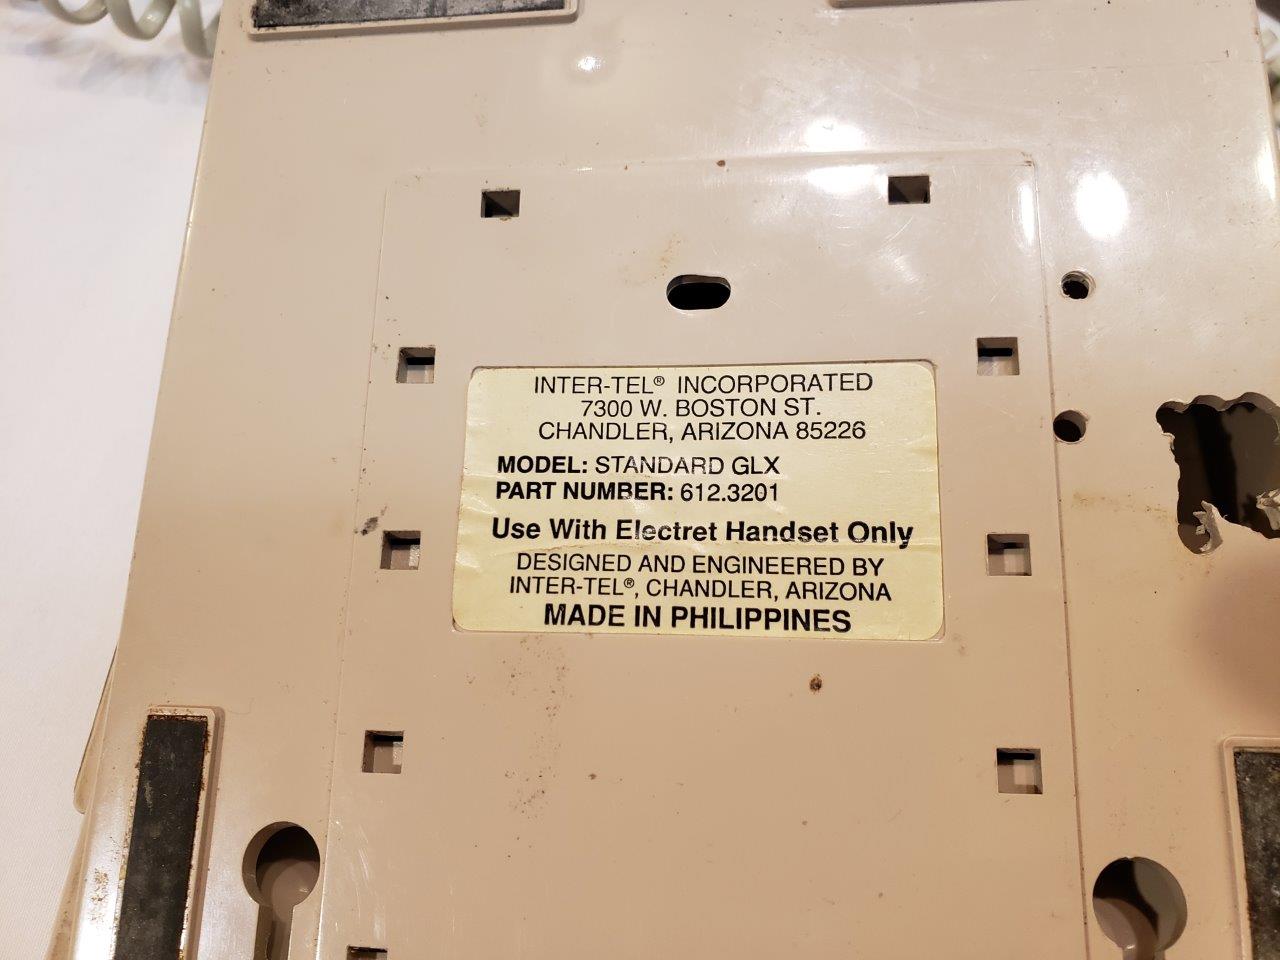 INTER-TEL® INCORPORATED
7300 W. BOSTON ST.
CHANDLER, ARIZONA 85226
MODEL: STANDARD GLX
PART NUMBER: 612.3201
Use With Electret Handset Only
DESIGNED AND ENGINEERED BY
INTER-TEL®, CHANDLER, ARIZONA
MADE IN PHILIPPINES